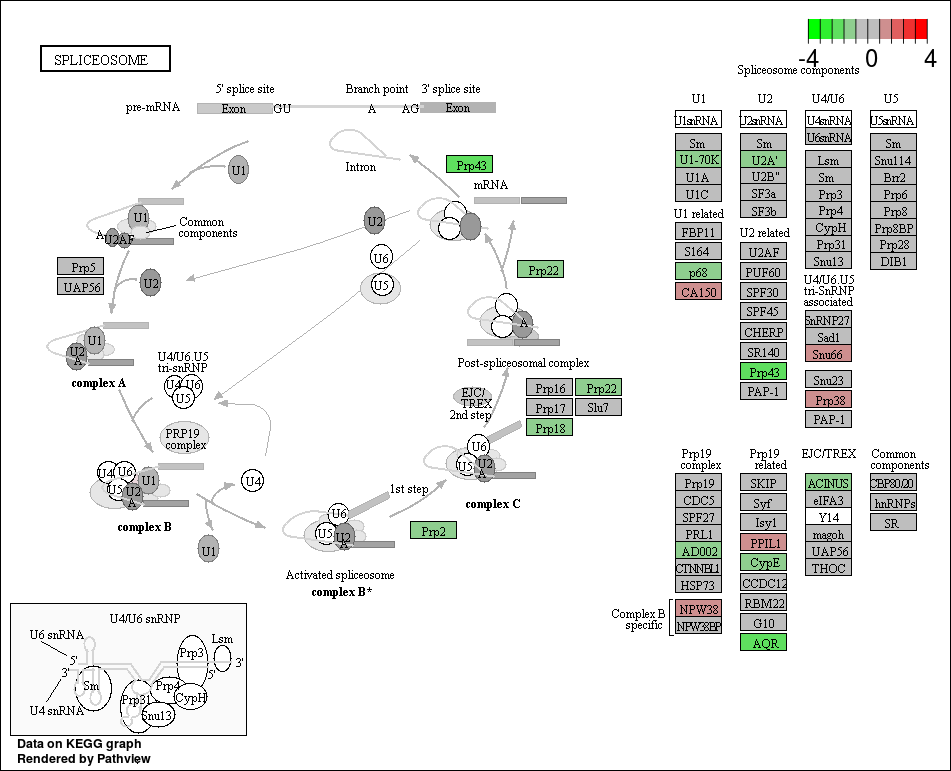 SPLICEOSOME
-4 0 4
Spliceosome components
5' splice site Branch point 3' splice site
pre-mRNA Exon GU A AG Exon
Intron
Prp43
mRNA
U1
U1
A U2AF
Common
components
Prp5
UAP56
U2
U2
U6
U5
Prp22
A
Post-spliceosomal complex
U1
U2
A
complex A
U4/U6.U5
tri-snRNP
U4 U6
U5
PRP19
complex
EJC/
TREX
2nd step
Prp16 Prp22
Prp17 Slu7
Prp18
U4 U6
U5 U1
U2
A
complex B
U4
U1
1st step
U6
U5 U2
A
Prp2
U6
U5 U2
A
complex C
Activated spliceosome
complex B*
U1
U1snRNA
Sm
U1-70K
U1A
U1C
U1 related
FBP11
S164
p68
CA150
U2
U2snRNA
Sm
U2A'
U2B"
SF3a
SF3b
U2 related
U2AF
PUF60
SPF30
SPF45
CHERP
SR140
Prp43
PAP-1
U4/U6
U4snRNA
U6snRNA
Lsm
Sm
Prp3
Prp4
CypH
Prp31
Snu13
U4/U6.U5
tri-SnRNP
associated
SnRNP27
Sad1
Snu66
Snu23
Prp38
PAP-1
U5
U5snRNA
Sm
Snu114
Brr2
Prp6
Prp8
Prp8BP
Prp28
DIB1
Prp19
complex
Prp19
CDC5
SPF27
PRL1
AD002
CTNNBL1
HSP73
Complex B
specific
NPW38
NPW38BP
Prp19
related
SKIP
Syf
Isy1
PPIL1
CypE
CCDC12
RBM22
G10
AQR
EJC/TREX
ACINUS
eIFA3
Y14
magoh
UAP56
THOC
Common
components
CBP80/20
hnRNPs
SR
U4/U6 snRNP
U6 snRNA
5'
3'
U4 snRNA
Sm
Prp3
Lsm
3'
5'
Prp4
Prp31
CypH
Snu13
Data on KEGG graph
Rendered by Pathview